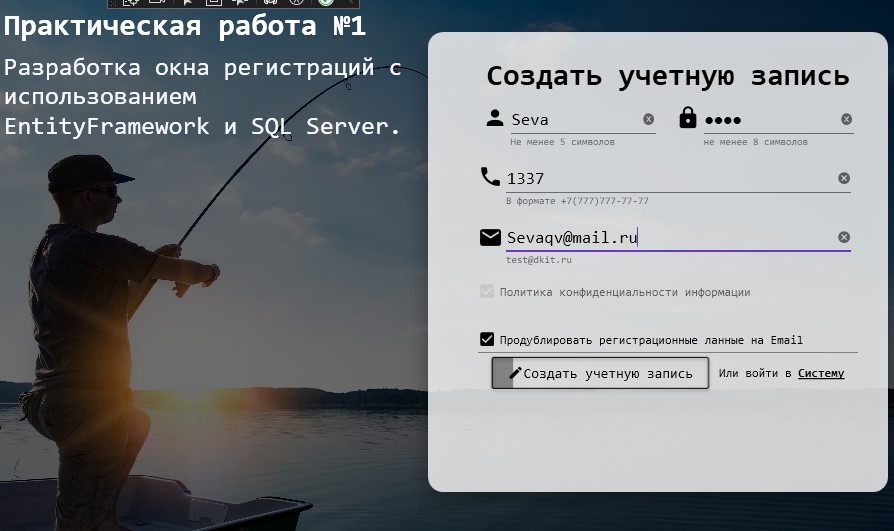 Практическая работа №1
Разработка окна регистраций с
использованием
EntityFramework и SQL Server.
Создать учетную запись
Seva
Не менее 5 символов
не менее 8 символов
1337
В формате +7(777)777-77-77
Sevaqv@mail.ru
test@dkit.ru
Политика конфиденциальности информации
Продублировать регистрационные ланные на Email
Создать учетную запись
Или войти в Систему